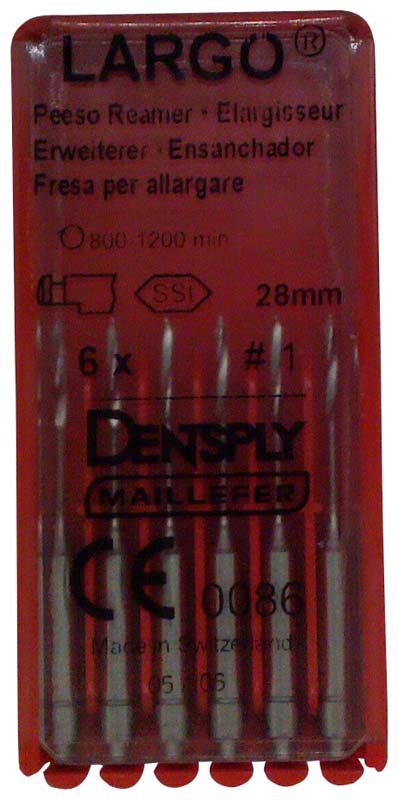 LARGO®
Peeso Reamer · Elargisseur
Erweiterer · Ensanchador
Fresa per allargare
800-1200 min
SSI 28mm
6 x # 1
DENTSPLY
MAILLEFER
CE 0086
Made in Switzerland
05 / 06